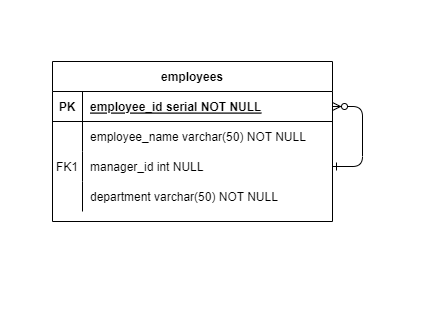 employees
PK employee_id serial NOT NULL
employee_name varchar(50) NOT NULL
FK1 manager_id int NULL
department varchar(50) NOT NULL